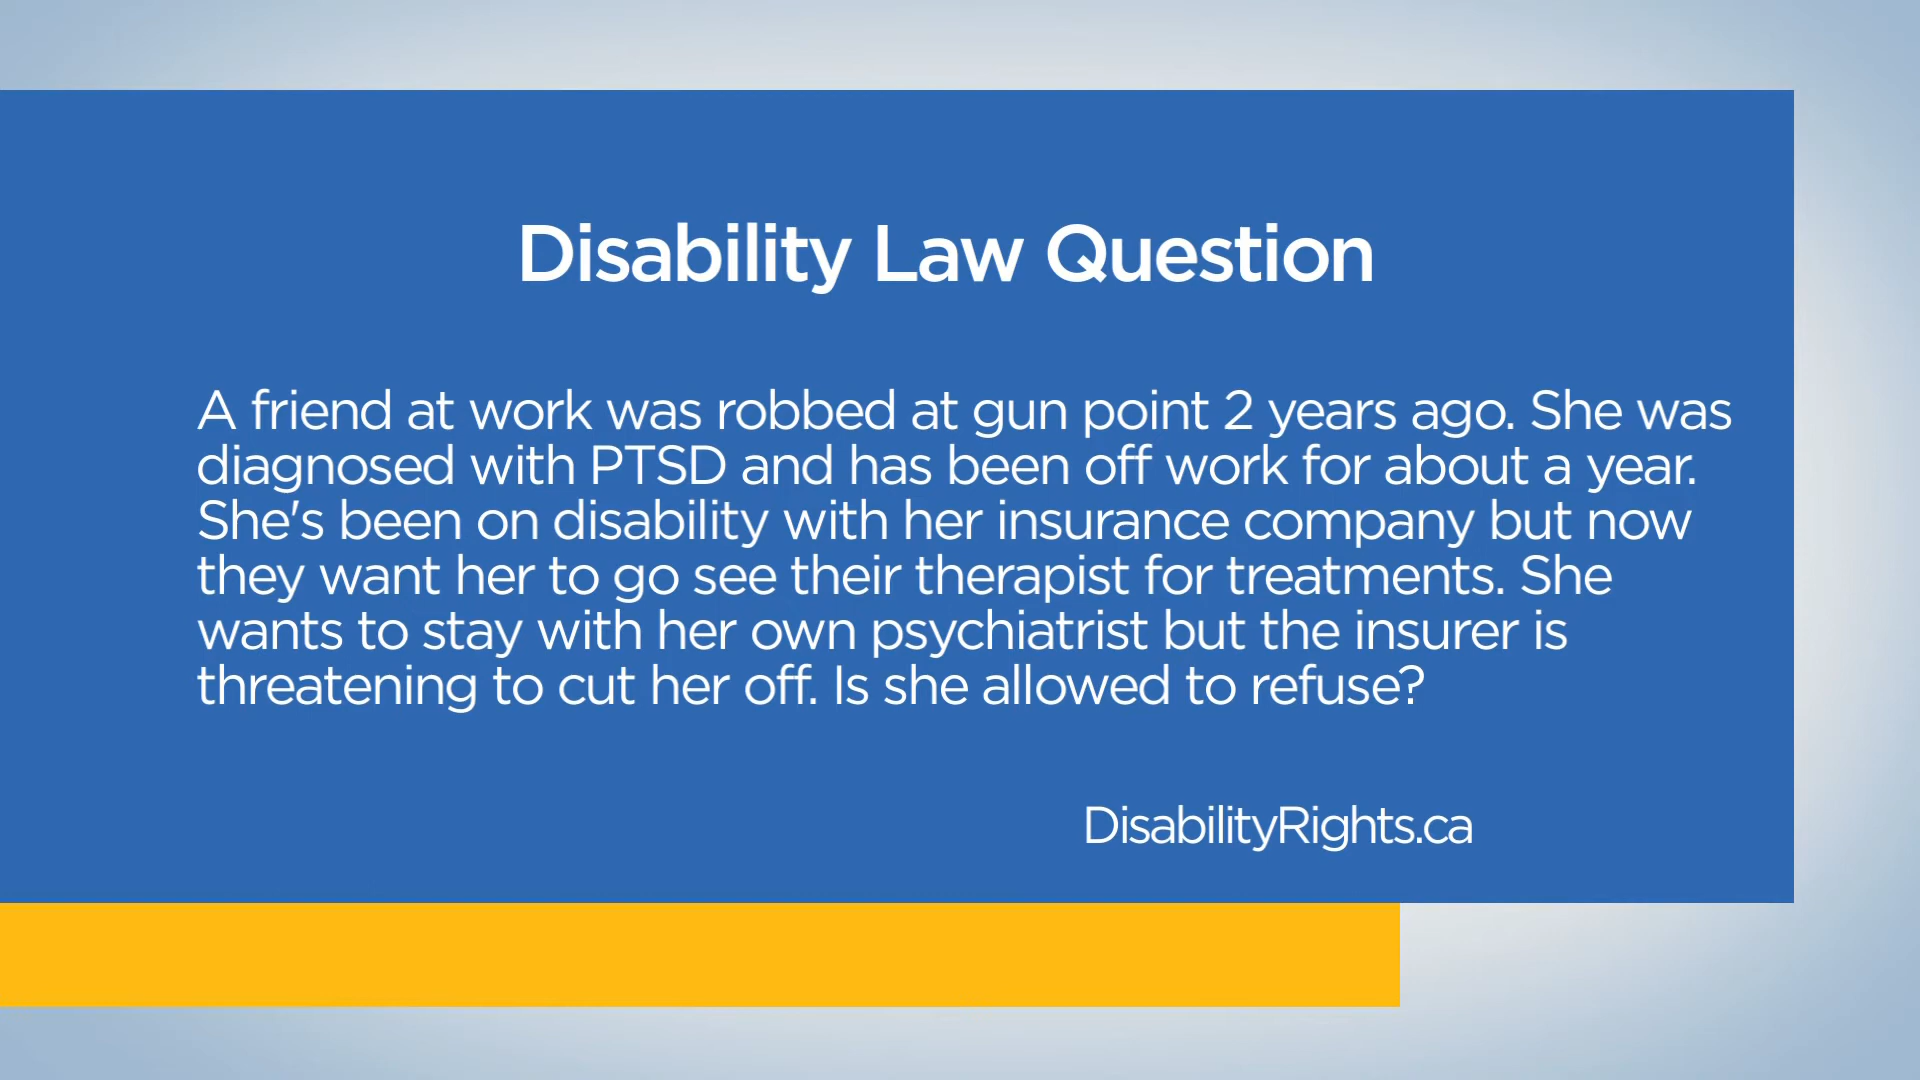 Disability Law Question
A friend at work was robbed at gun point 2 years ago. She was
diagnosed with PTSD and has been off work for about a year.
She's been on disability with her insurance company but now
they want her to go see their therapist for treatments. She
wants to stay with her own psychiatrist but the insurer is
threatening to cut her off. Is she allowed to refuse?
DisabilityRights.ca